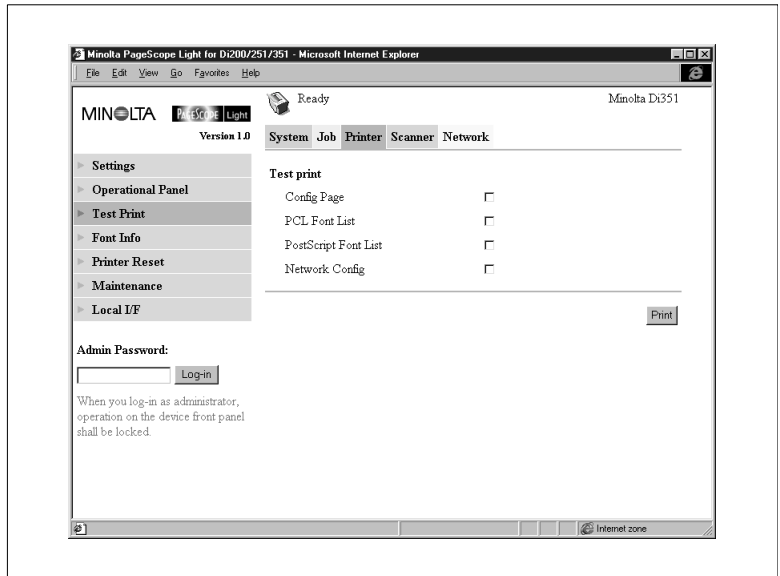 Minolta PageScope Light for Di200/251/351 - Microsoft Internet Explorer
File Edit View Go Favorites Help
MINOLTA PAGESCOPE Light
Version 1.0
Ready
Minolta Di351
System Job Printer Scanner Network
Settings
Operational Panel
Test Print
Font Info
Printer Reset
Maintenance
Local I/F
Admin Password:
Log-in
When you log-in as administrator,
operation on the device front panel
shall be locked.
Test print
Config Page
PCL Font List
PostScript Font List
Network Config
Print
Internet zone